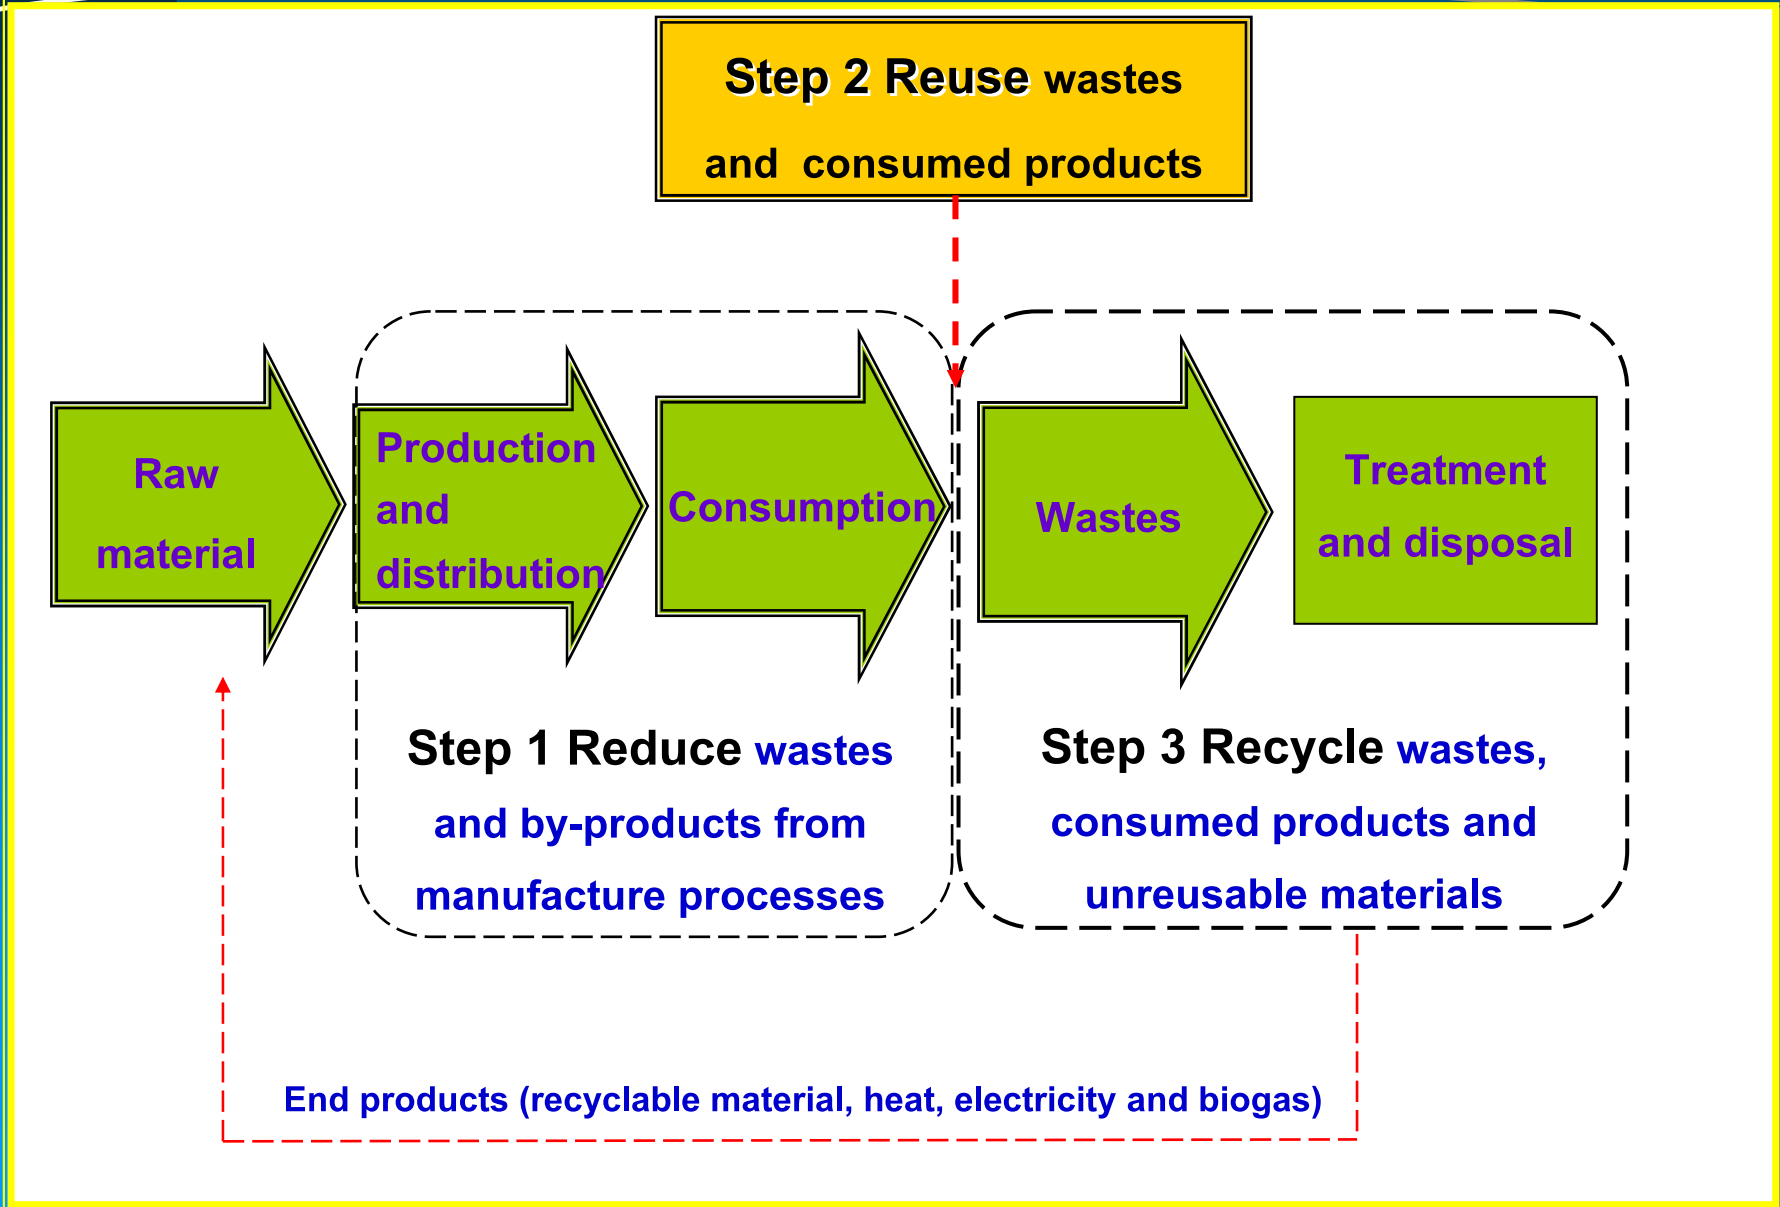 Step 2 Reuse wastes
and consumed products
Raw
material
Production
and
distribution
Consumption
Wastes
Treatment
and disposal
Step 1 Reduce wastes
and by-products from
manufacture processes
Step 3 Recycle wastes,
consumed products and
unreusable materials
End products (recyclable material, heat, electricity and biogas)